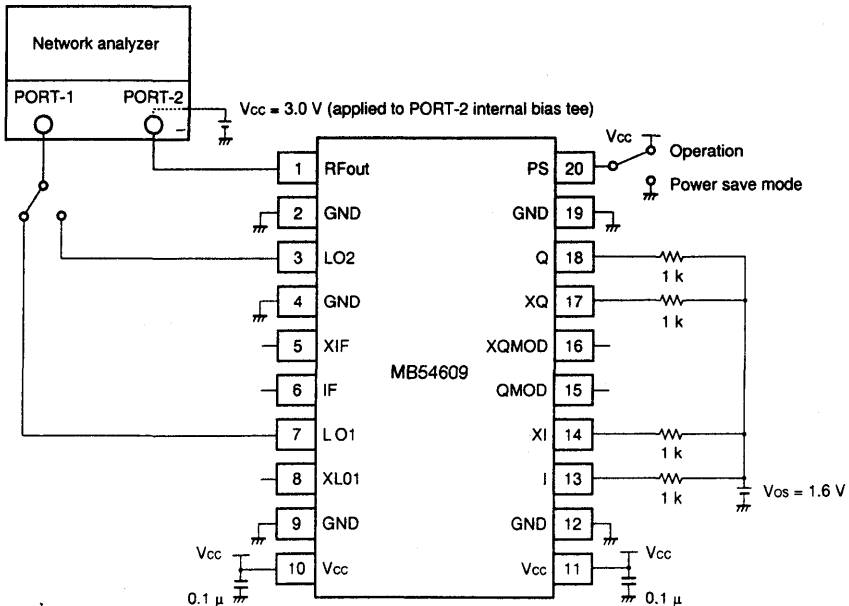 Network analyzer
PORT-1 PORT-2
Vcc = 3.0 V (applied to PORT-2 internal bias tee)
1 RFout
2 GND
3 LO2
4 GND
5 XIF
6 IF
7 LO1
8 XL01
9 GND
10 Vcc
Vcc
0.1 μ
MB54609
PS 20
Vcc
Operation
Power save mode
GND 19
Q 18
1 k
XQ 17
1 k
XQMOD 16
QMOD 15
XI 14
1 k
I 13
1 k
Vos = 1.6 V
GND 12
Vcc 11
Vcc
0.1 μ